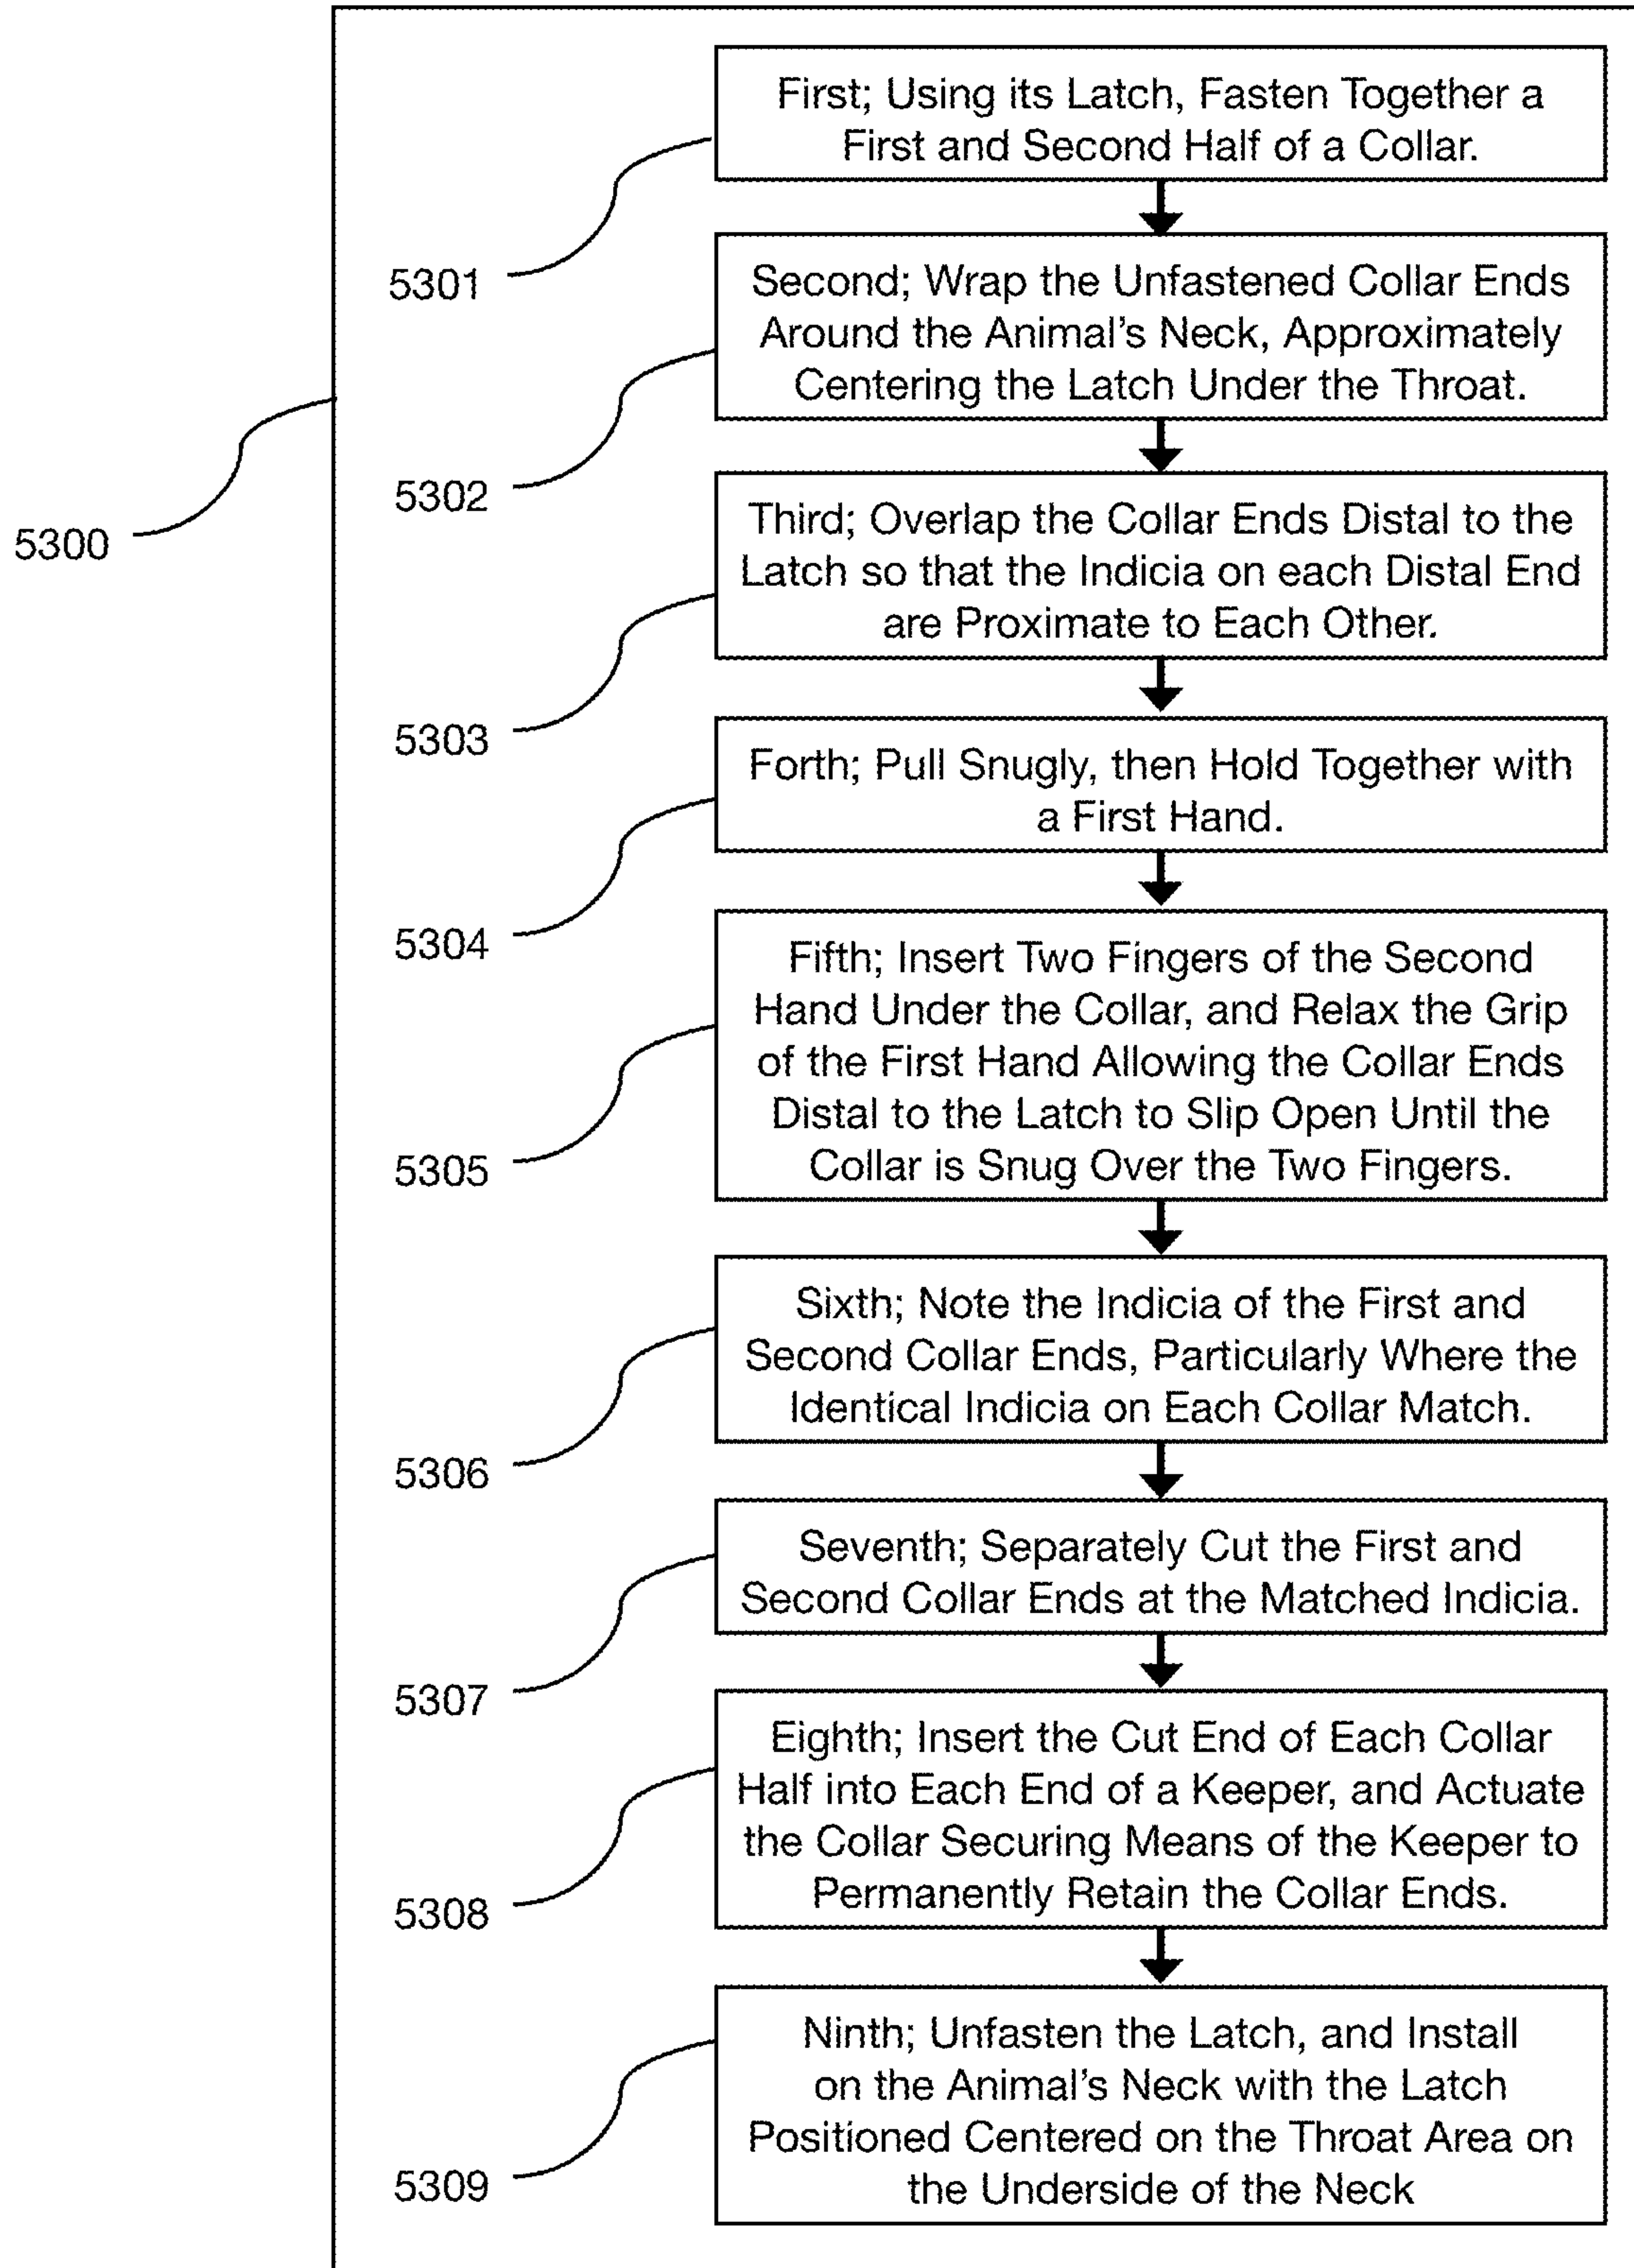 First; Using its Latch, Fasten Together a
First and Second Half of a Collar.
5301
Second; Wrap the Unfastened Collar Ends
Around the Animal's Neck, Approximately
Centering the Latch Under the Throat.
5302
5300
Third; Overlap the Collar Ends Distal to the
Latch so that the Indicia on each Distal End
are Proximate to Each Other.
5303
Forth; Pull Snugly, then Hold Together with
a First Hand.
5304
Fifth; Insert Two Fingers of the Second
Hand Under the Collar, and Relax the Grip
of the First Hand Allowing the Collar Ends
Distal to the Latch to Slip Open Until the
Collar is Snug Over the Two Fingers.
5305
Sixth; Note the Indicia of the First and
Second Collar Ends, Particularly Where the
Identical Indicia on Each Collar Match.
5306
Seventh; Separately Cut the First and
Second Collar Ends at the Matched Indicia.
5307
Eighth; Insert the Cut End of Each Collar
Half into Each End of a Keeper, and Actuate
the Collar Securing Means of the Keeper to
Permanently Retain the Collar Ends.
5308
Ninth; Unfasten the Latch, and Install
on the Animal's Neck with the Latch
Positioned Centered on the Throat Area on
the Underside of the Neck
5309